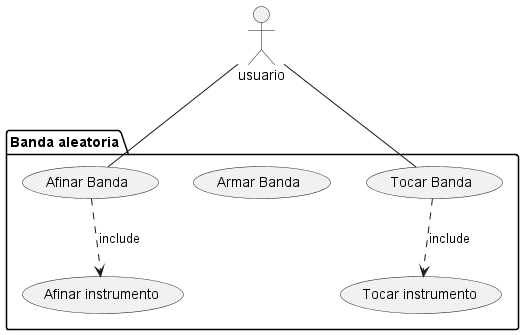 usuario
Banda aleatoria
Afinar Banda
Armar Banda
Tocar Banda
include
include
Afinar instrumento
Tocar instrumento